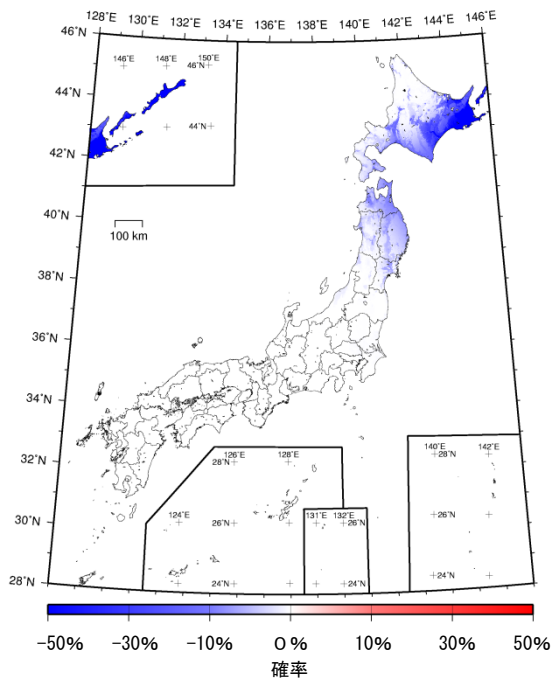 128°E 130°E 132°E 134°E 136°E 138°E 140°E 142°E 144°E 146°E
46°N
146°E 148°E 150°E
46°N
44°N
44°N
42°N
40°N
100 km
38°N
36°N
34°N
32°N
126°E 128°E
28°N
140°E 142°E
28°N
30°N
124°E
26°N
131°E 132°E
26°N
26°N
28°N
24°N
24°N
24°N
-50% -30% -10% 0% 10% 30% 50%
確率